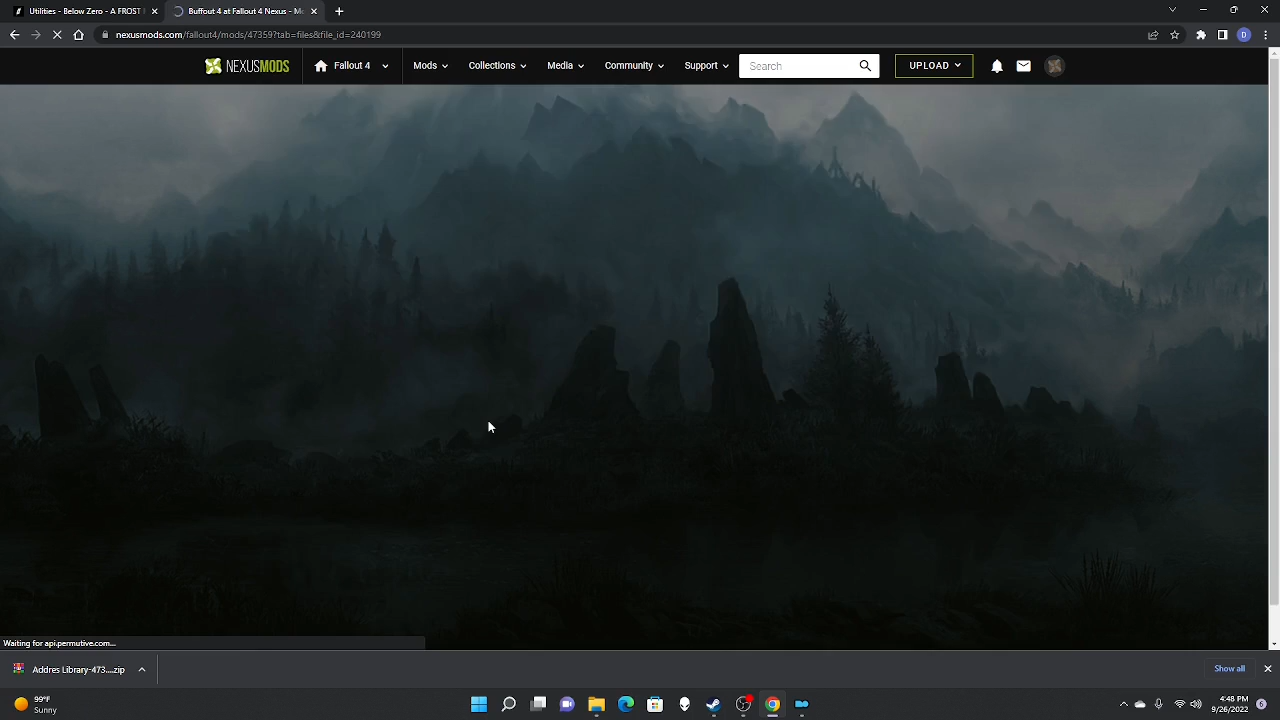 Utilities - Below Zero - A FROST
Buffout 4 at Fallout 4 Nexus - Mo
nexusmods.com/fallout4/mods/47359?tab=files&file_id=240199
D
NEXUSMODS
Fallout 4
Mods
Collections
Media
Community
Support
Search
UPLOAD
Waiting for api.permutive.com...
Addres Library-473....zip
Show all
99°F
Sunny
4:48 PM
9/26/2022